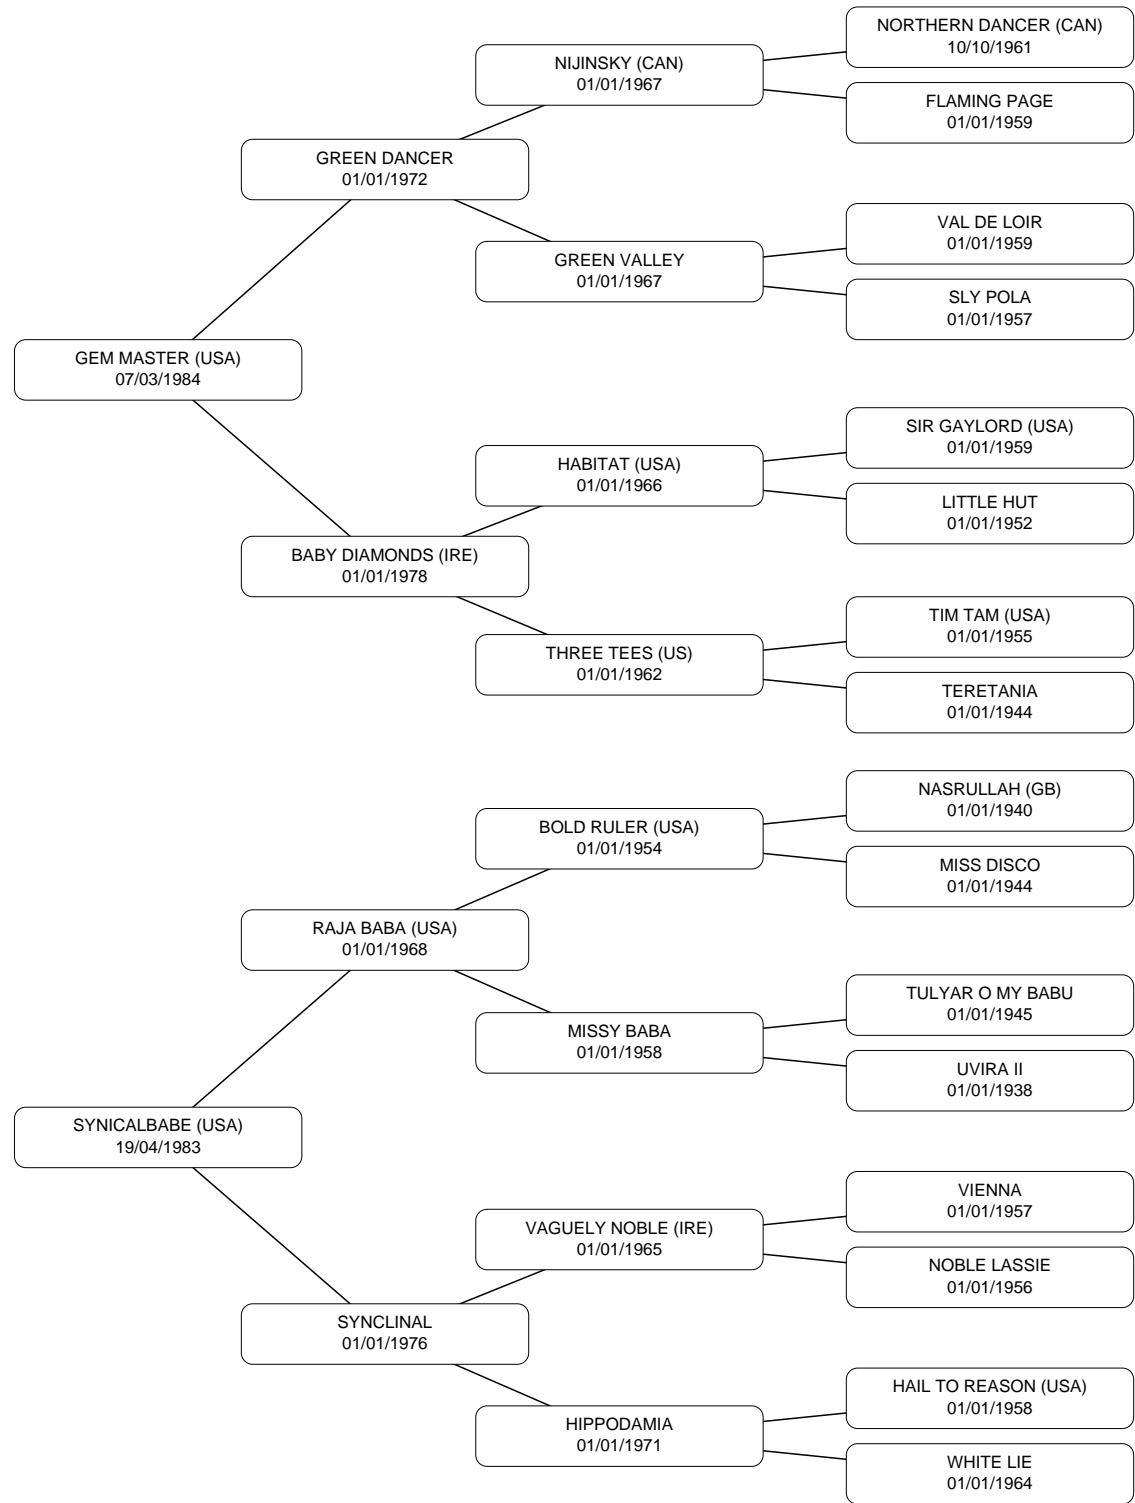 NORTHERN DANCER (CAN)
10/10/1961
NIJINSKY (CAN)
01/01/1967
FLAMING PAGE
01/01/1959
GREEN DANCER
01/01/1972
VAL DE LOIR
01/01/1959
GREEN VALLEY
01/01/1967
SLY POLA
01/01/1957
GEM MASTER (USA)
07/03/1984
SIR GAYLORD (USA)
01/01/1959
HABITAT (USA)
01/01/1966
LITTLE HUT
01/01/1952
BABY DIAMONDS (IRE)
01/01/1978
TIM TAM (USA)
01/01/1955
THREE TEES (US)
01/01/1962
TERETANIA
01/01/1944
NASRULLAH (GB)
01/01/1940
BOLD RULER (USA)
01/01/1954
MISS DISCO
01/01/1944
RAJA BABA (USA)
01/01/1968
TULYAR O MY BABU
01/01/1945
MISSY BABA
01/01/1958
UVIRA II
01/01/1938
SYNICALBABE (USA)
19/04/1983
VIENNA
01/01/1957
VAGUELY NOBLE (IRE)
01/01/1965
NOBLE LASSIE
01/01/1956
SYNCLINAL
01/01/1976
HAIL TO REASON (USA)
01/01/1958
HIPPODAMIA
01/01/1971
WHITE LIE
01/01/1964